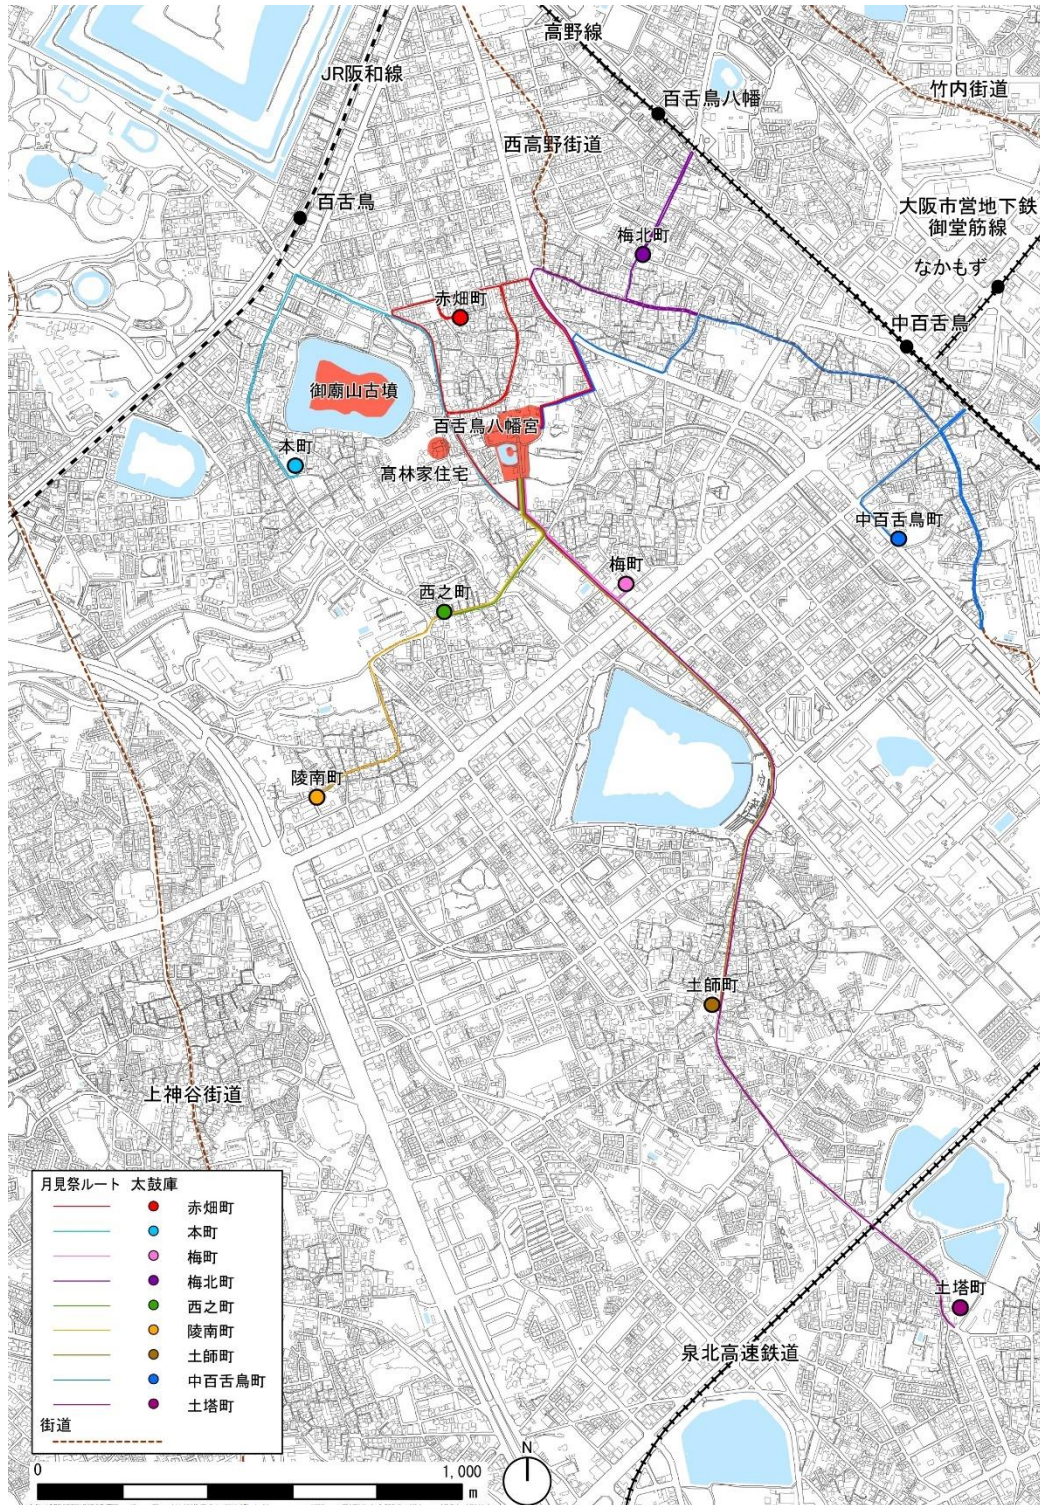 高野線
JR阪和線
竹内街道
百舌鳥八幡
西高野街道
百舌鳥
大阪市営地下鉄
御堂筋線
梅北町
なかもず
赤畑町
中百舌鳥
御廟山古墳
百舌鳥八幡宮
本町
髙林家住宅
中百舌鳥町
梅町
西之町
陵南町
土師町
上神谷街道
月見祭ルート 太鼓庫
赤畑町
本町
梅町
梅北町
西之町
陵南町
土師町
中百舌鳥町
土塔町
街道
土塔町
泉北高速鉄道
N
0 1,000
m